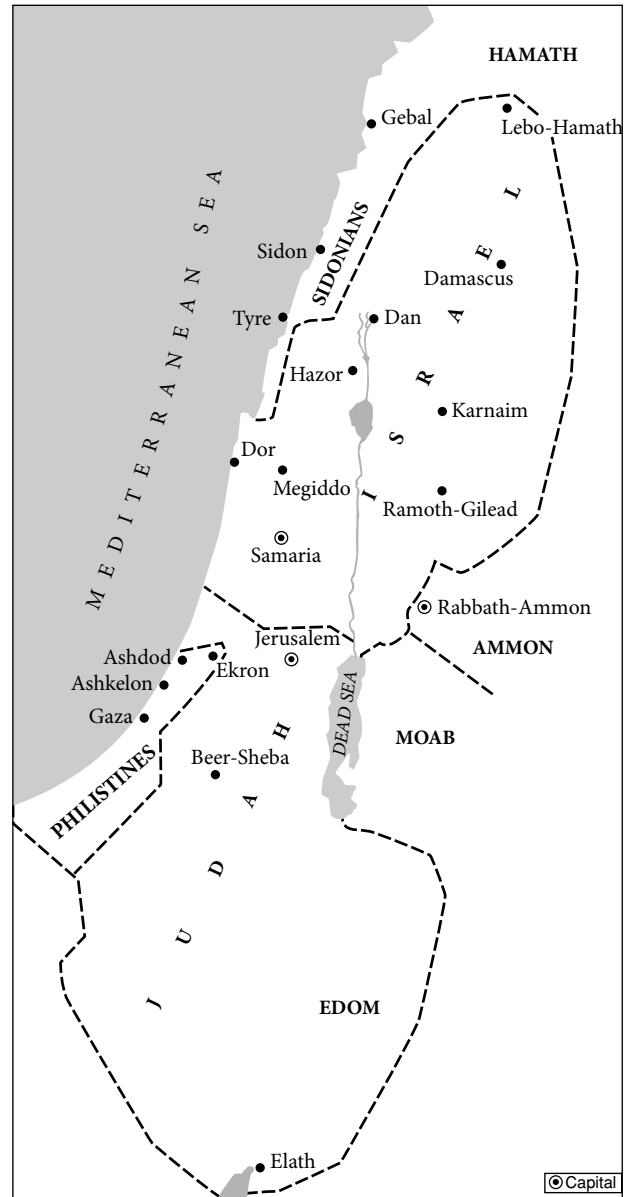 HAMATH
Gebal
Lebo-Hamath
MEDITERRANEAN SEA
SIDONIANS
ISRAEL
Sidon
Damascus
Tyre
Dan
Hazor
Karnaim
Dor
Megiddo
Ramoth-Gilead
Samaria
Rabbath-Ammon
Jerusalem
AMMON
Ashdod
Ekron
Ashkelon
Gaza
DEAD SEA
MOAB
Beer-Sheba
PHILISTINES
JUDAH
EDOM
Elath
Capital